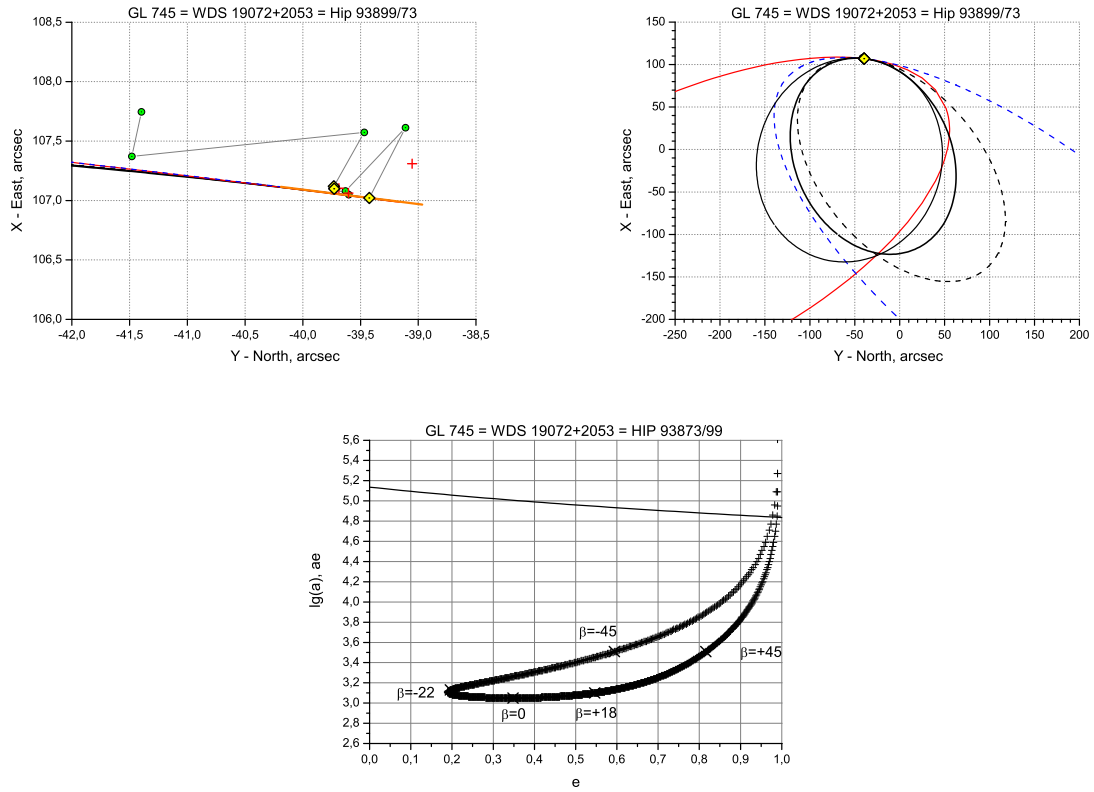 GL 745 = WDS 19072+2053 = Hip 93899/73
108,5
108,0
107,5
107,0
106,5
106,0
X - East, arcsec
-42,0 -41,5 -41,0 -40,5 -40,0 -39,5 -39,0 -38,5
Y - North, arcsec
GL 745 = WDS 19072+2053 = Hip 93899/73
150
100
50
0
-50
-100
-150
-200
X - East, arcsec
-250 -200 -150 -100 -50 0 50 100 150 200
Y - North, arcsec
GL 745 = WDS 19072+2053 = HIP 93873/99
5,6
5,4
5,2
5,0
4,8
4,6
4,4
4,2
4,0
3,8
3,6
3,4
3,2
3,0
2,8
2,6
lg(a), ae
β=-45
β=+45
β=-22
β=0
β=+18
0,0 0,1 0,2 0,3 0,4 0,5 0,6 0,7 0,8 0,9 1,0
e